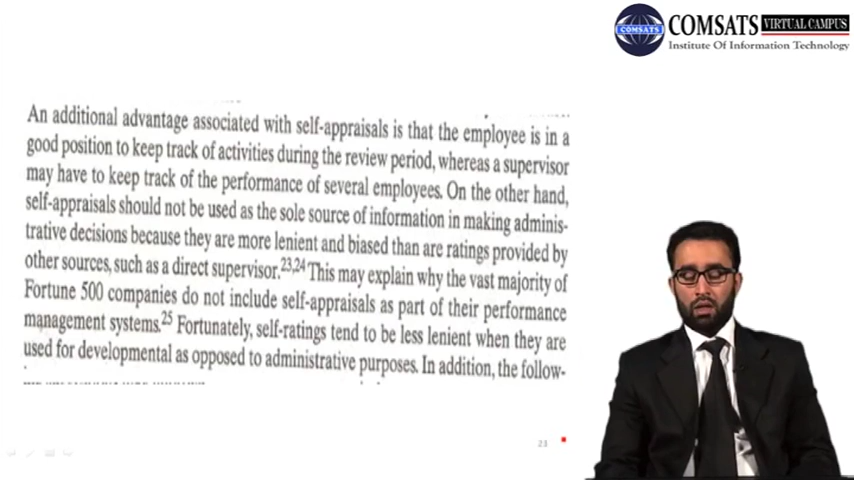 COMSATS VIRTUAL CAMPUS
COMSATS
Institute Of Information Technology
An additional advantage associated with self-appraisals is that the employee is in a
good position to keep track of activities during the review period, whereas a supervisor
may have to keep track of the performance of several employees. On the other hand,
self-appraisals should not be used as the sole source of information in making adminis-
trative decisions because they are more lenient and biased than are ratings provided by
other sources, such as a direct supervisor.23,24 This may explain why the vast majority of
Fortune 500 companies do not include self-appraisals as part of their performance
management systems.25 Fortunately, self-ratings tend to be less lenient when they are
used for developmental as opposed to administrative purposes. In addition, the follow-
23